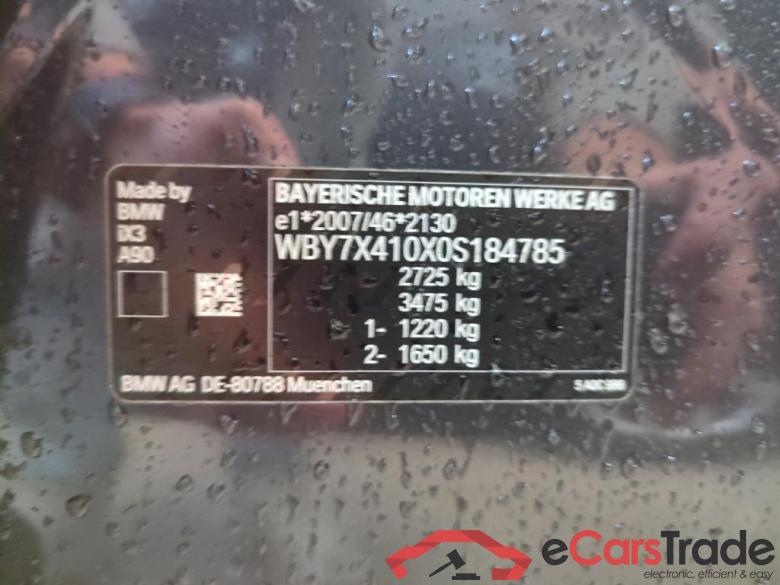 Made by
BMW
iX3
A90
BAYERISCHE MOTOREN WERKE AG
e1*2007/46*2130
WBY7X410X0S184785
2725 kg
3475 kg
1- 1220 kg
2- 1650 kg
BMW AG DE-80788 Muenchen
eCarsTrade
electronic, efficient & easy